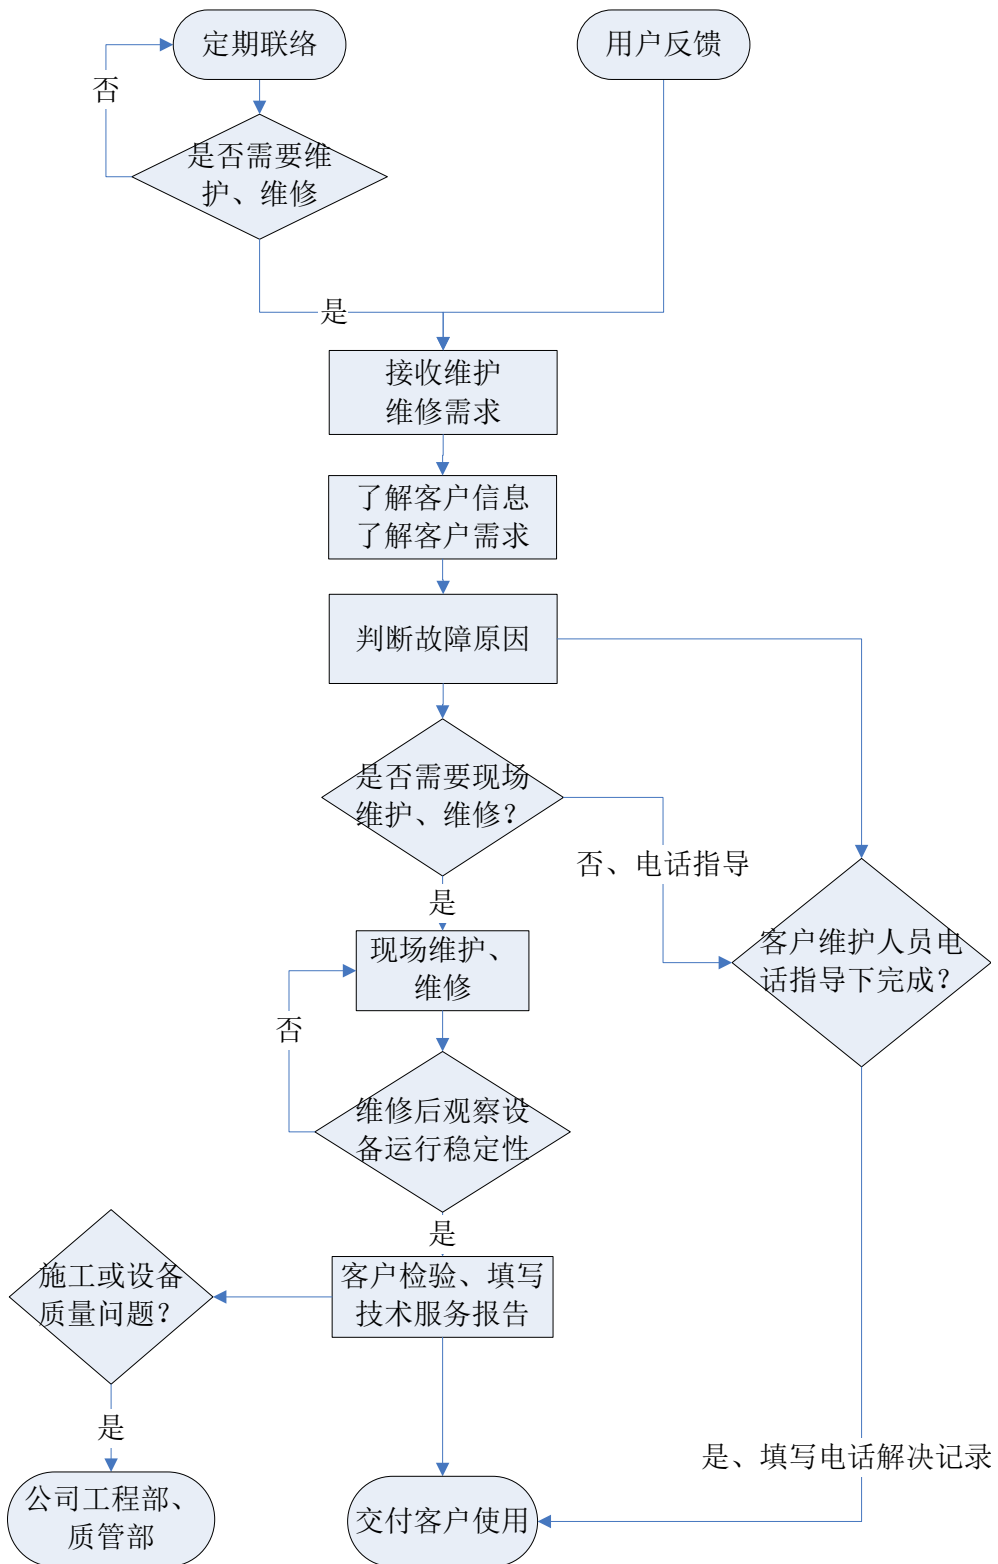 定期联络
用户反馈
否
是否需要维
护、维修
是
接收维护
维修需求
了解客户信息
了解客户需求
判断故障原因
是否需要现场
维护、维修?
否、电话指导
是
客户维护人员电
话指导下完成?
现场维护、
维修
否
维修后观察设
备运行稳定性
是
施工或设备
质量问题?
客户检验、填写
技术服务报告
是
是、填写电话解决记录
公司工程部、
质管部
交付客户使用